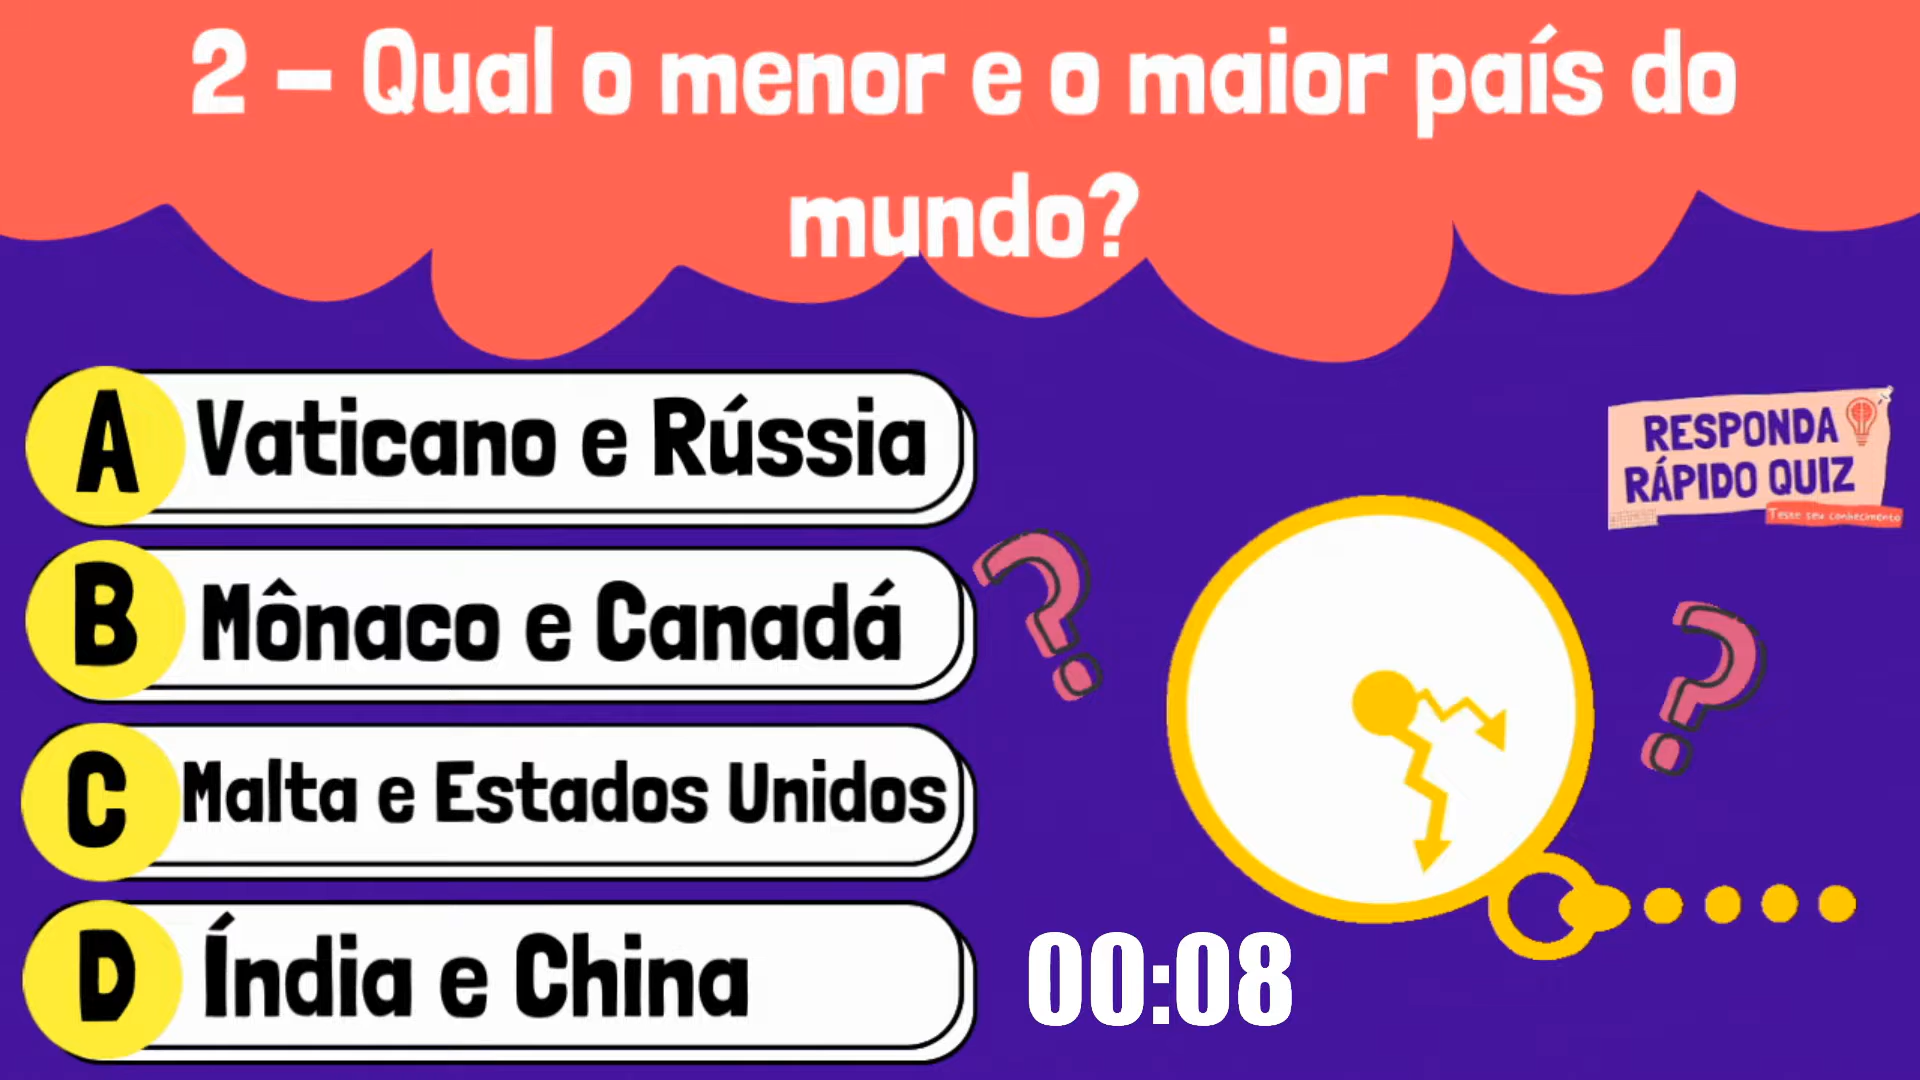 2 - Qual o menor e o maior país do
mundo?
A Vaticano e Rússia
B Mônaco e Canadá
C Malta e Estados Unidos
D Índia e China
RESPONDA
RÁPIDO QUIZ
Teste seu conhecimento
00:08